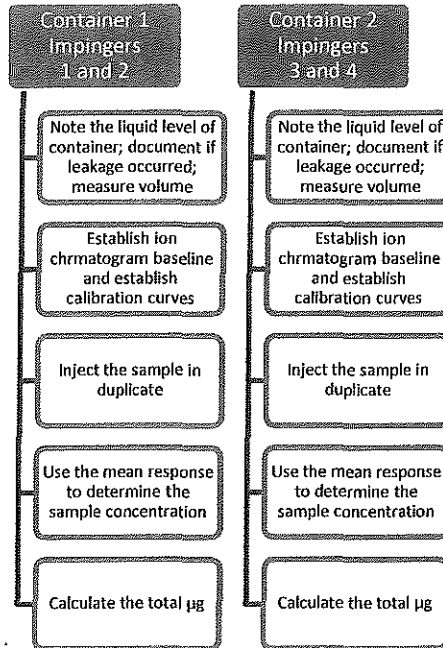 Container 1
Impingers
1 and 2
Note the liquid level of
container; document if
leakage occurred;
measure volume
Establish ion
chrmatogram baseline
and establish
calibration curves
Inject the sample in
duplicate
Use the mean response
to determine the
sample concentration
Calculate the total µg
Container 2
Impingers
3 and 4
Note the liquid level of
container; document if
leakage occurred;
measure volume
Establish ion
chrmatogram baseline
and establish
calibration curves
Inject the sample in
duplicate
Use the mean response
to determine the
sample concentration
Calculate the total µg